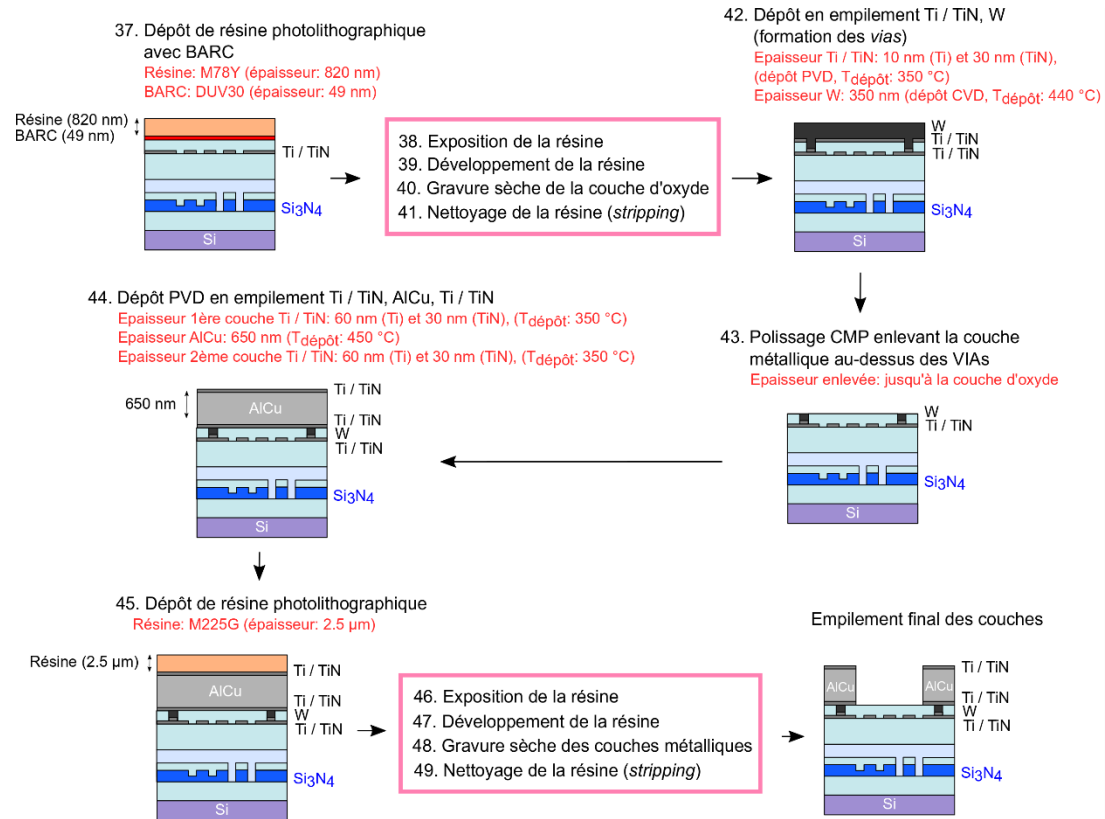 37. Dépôt de résine photolithographique
avec BARC
Résine: M78Y (épaisseur: 820 nm)
BARC: DUV30 (épaisseur: 49 nm)
Résine (820 nm)
BARC (49 nm)
Ti / TiN
Si3N4
Si
38. Exposition de la résine
39. Développement de la résine
40. Gravure sèche de la couche d'oxyde
41. Nettoyage de la résine (stripping)
42. Dépôt en empilement Ti / TiN, W
(formation des vias)
Epaisseur Ti / TiN: 10 nm (Ti) et 30 nm (TiN),
(dépôt PVD, Tdépôt: 350 °C)
Epaisseur W: 350 nm (dépôt CVD, Tdépôt: 440 °C)
W
Ti / TiN
Ti / TiN
Si3N4
Si
43. Polissage CMP enlevant la couche
métallique au-dessus des VIAs
Epaisseur enlevée: jusqu'à la couche d'oxyde
W
Ti / TiN
Si3N4
Si
44. Dépôt PVD en empilement Ti / TiN, AlCu, Ti / TiN
Epaisseur 1ère couche Ti / TiN: 60 nm (Ti) et 30 nm (TiN), (Tdépôt: 350 °C)
Epaisseur AlCu: 650 nm (Tdépôt: 450 °C)
Epaisseur 2ème couche Ti / TiN: 60 nm (Ti) et 30 nm (TiN), (Tdépôt: 350 °C)
Ti / TiN
650 nm
AlCu
Ti / TiN
W
Ti / TiN
Si3N4
Si
45. Dépôt de résine photolithographique
Résine: M225G (épaisseur: 2.5 µm)
Résine (2.5 µm)
Ti / TiN
AlCu
Ti / TiN
W
Ti / TiN
Si3N4
Si
46. Exposition de la résine
47. Développement de la résine
48. Gravure sèche des couches métalliques
49. Nettoyage de la résine (stripping)
Empilement final des couches
Ti / TiN
AlCu AlCu
Ti / TiN
W
Ti / TiN
Si3N4
Si